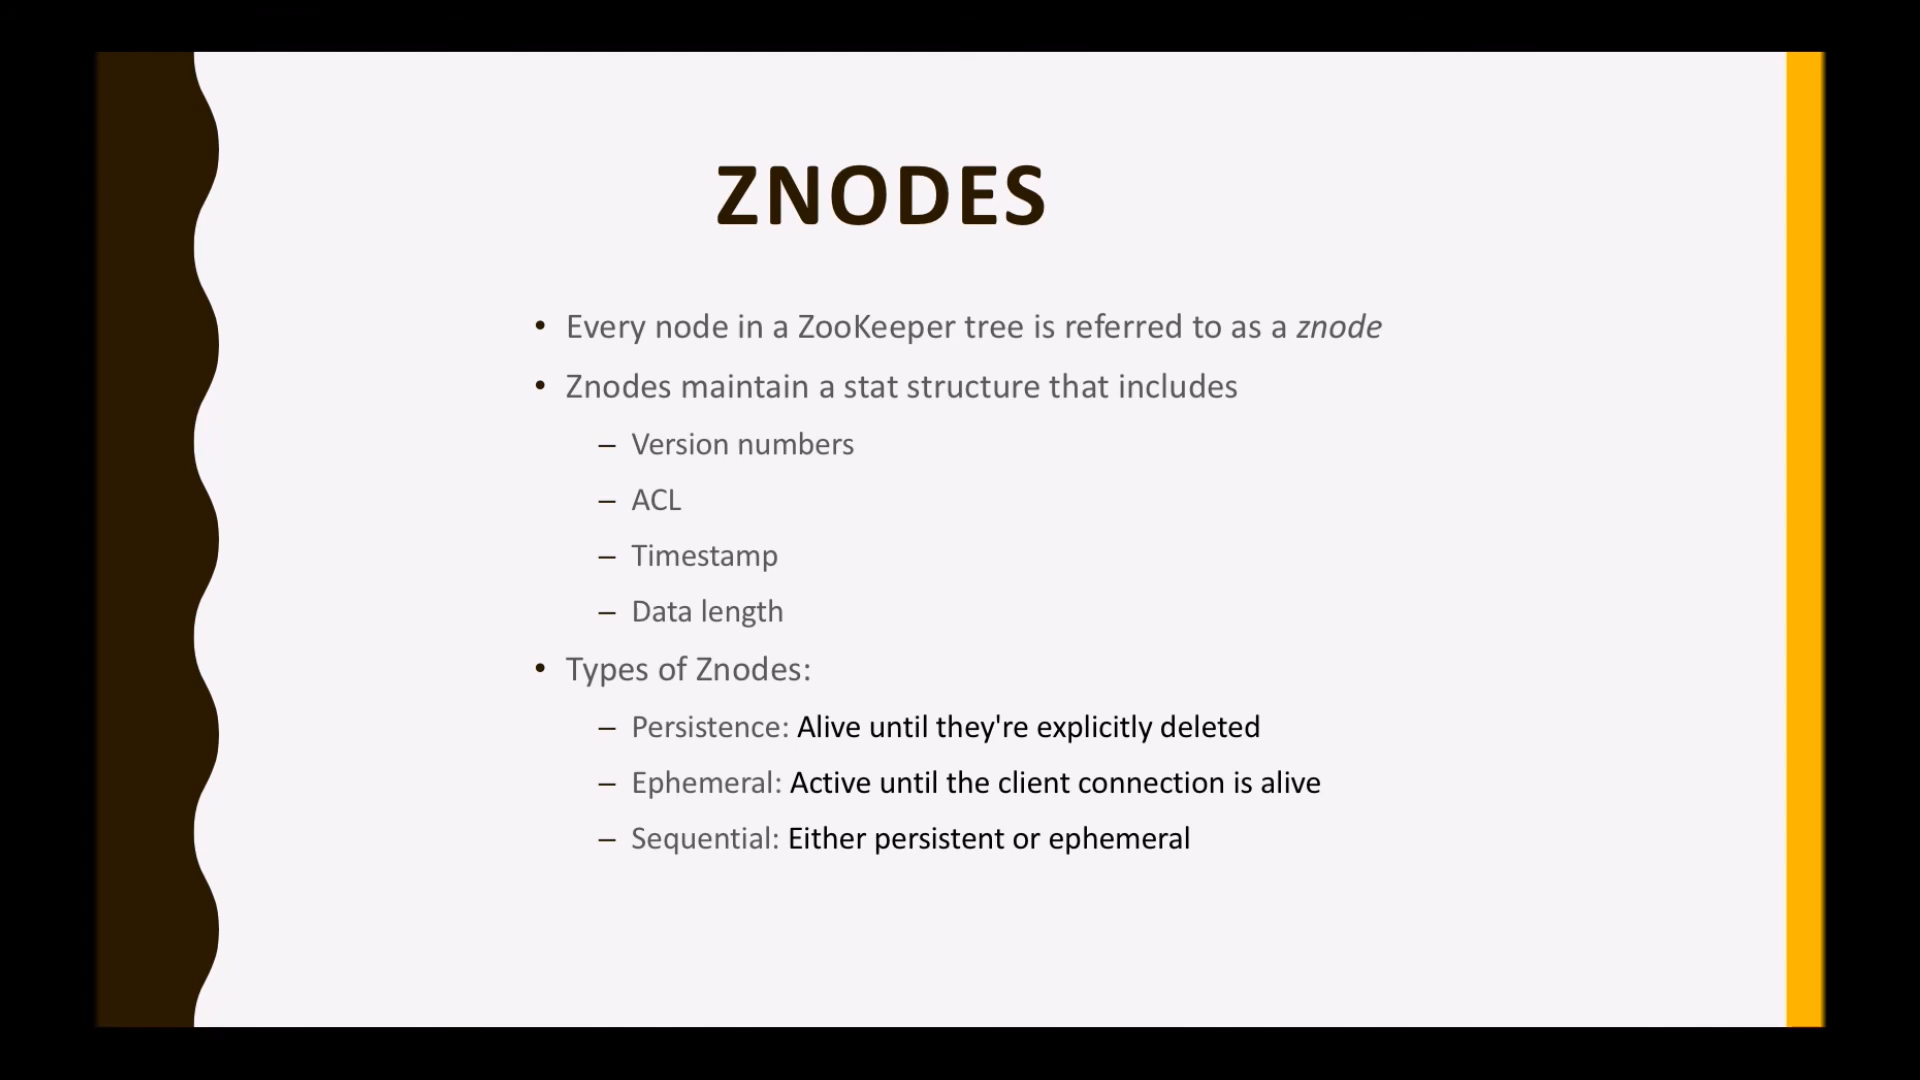 ZNODES
• Every node in a ZooKeeper tree is referred to as a znode
• Znodes maintain a stat structure that includes
– Version numbers
– ACL
– Timestamp
– Data length
• Types of Znodes:
– Persistence: Alive until they're explicitly deleted
– Ephemeral: Active until the client connection is alive
– Sequential: Either persistent or ephemeral